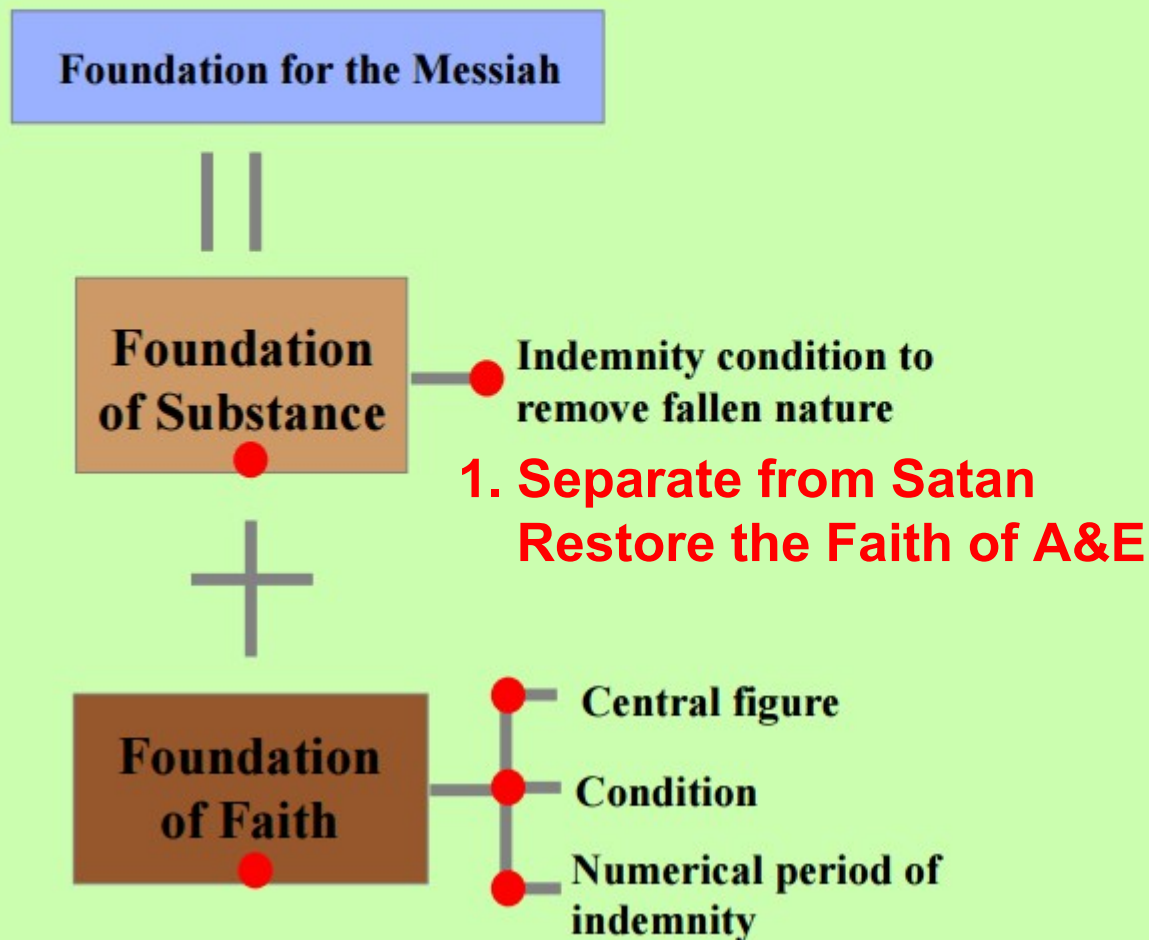 Foundation for the Messiah
Foundation
of Substance
Indemnity condition to
remove fallen nature
1. Separate from Satan
Restore the Faith of A&E
Foundation
of Faith
Central figure
Condition
Numerical period of
indemnity